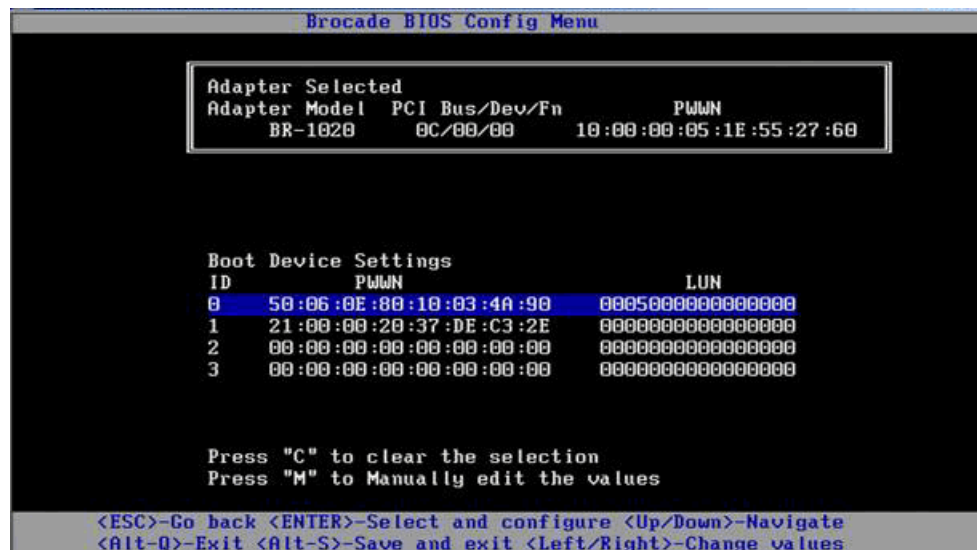 Brocade BIOS Config Menu
Adapter Selected
Adapter Model PCI Bus/Dev/Fn PWWN
BR-1020 0C/00/00 10:00:00:05:1E:55:27:60
Boot Device Settings
ID PWWN LUN
0 50:06:0E:80:10:03:4A:90 0005000000000000
1 21:00:00:20:37:DE:C3:2E 0000000000000000
2 00:00:00:00:00:00:00:00 0000000000000000
3 00:00:00:00:00:00:00:00 0000000000000000
Press "C" to clear the selection
Press "M" to Manually edit the values
<ESC>-Go back <ENTER>-Select and configure <Up/Down>-Navigate
<Alt-Q>-Exit <Alt-S>-Save and exit <Left/Right>-Change values